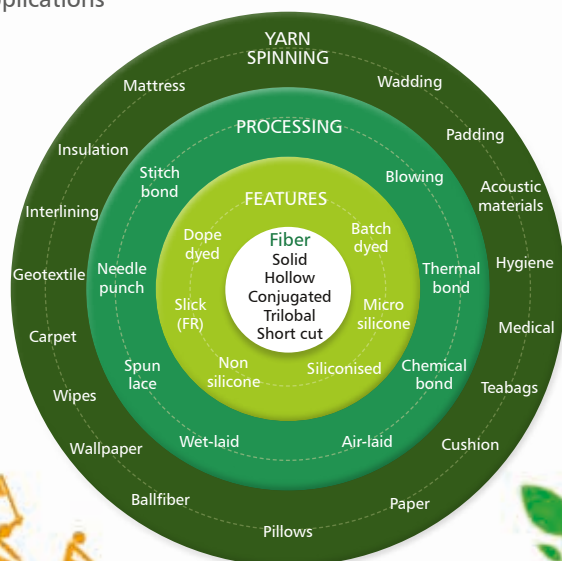 YARN
SPINNING
Mattress
Wadding
Insulation
Padding
Interlining
Acoustic
materials
Geotextile
Hygiene
Carpet
Medical
Wipes
Teabags
Wallpaper
Cushion
Ballfiber
Paper
Pillows
PROCESSING
Stitch
bond
Blowing
Needle
punch
Thermal
bond
Spun
lace
Chemical
bond
Wet-laid
Air-laid
FEATURES
Dope
dyed
Batch
dyed
Slick
(FR)
Micro
silicone
Non
silicone
Siliconised
Fiber
Solid
Hollow
Conjugated
Trilobal
Short cut